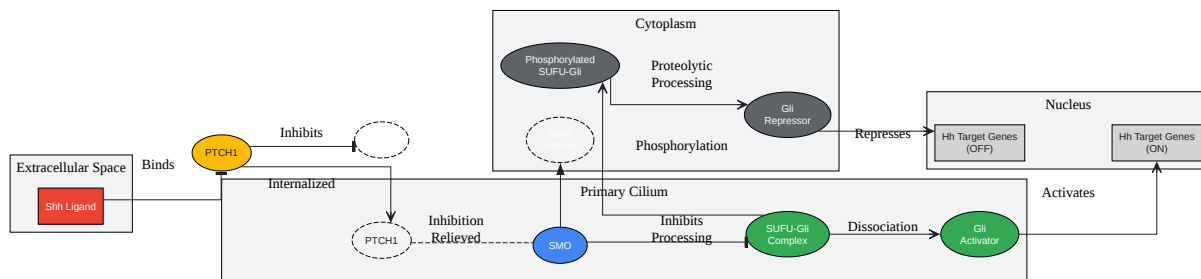 Cytoplasm
Phosphorylated
SUFU-Gli
Proteolytic
Processing
Gli
Repressor
SMO
Vesicle
Phosphorylation
Represses
Nucleus
Hh Target Genes
(OFF)
Hh Target Genes
(ON)
Inhibits
PTCH1
Binds
Extracellular Space
Shh Ligand
Internalized
Primary Cilium
PTCH1
Inhibition
Relieved
SMO
Inhibits
Processing
SUFU-Gli
Complex
Dissociation
Gli
Activator
Activates